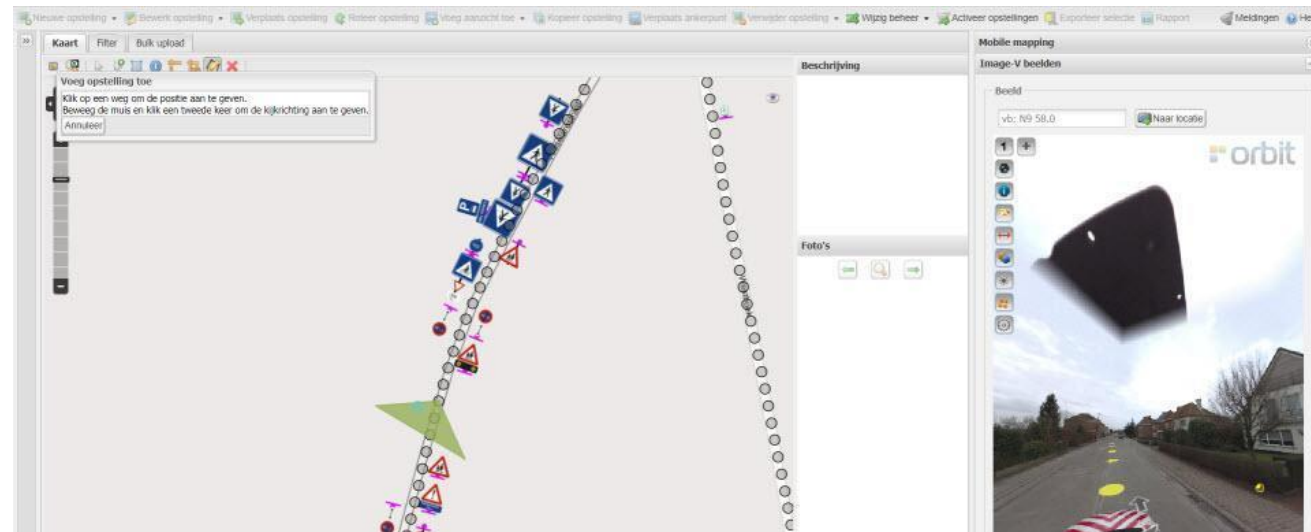 Nieuwe opstelling Bewerk opstelling Verplaats opstelling Roteer opstelling Voeg aanzicht toe Kopieer opstelling Verplaats ankerpunt Verwijder opstelling Wijzig beheer Activeer opstellingen Exporteer selectie Rapport Meldingen He
Kaart Filter Bulk upload
Voeg opstelling toe
Klik op een weg om de positie aan te geven.
Beweeg de muis en klik een tweede keer om de kijkrichting aan te geven.
Annuleer
P
Beschrijving
Foto's
Mobile mapping
Image-V beelden
Beeld
vb: N9 58.0 Naar locatie
1 +
orbit